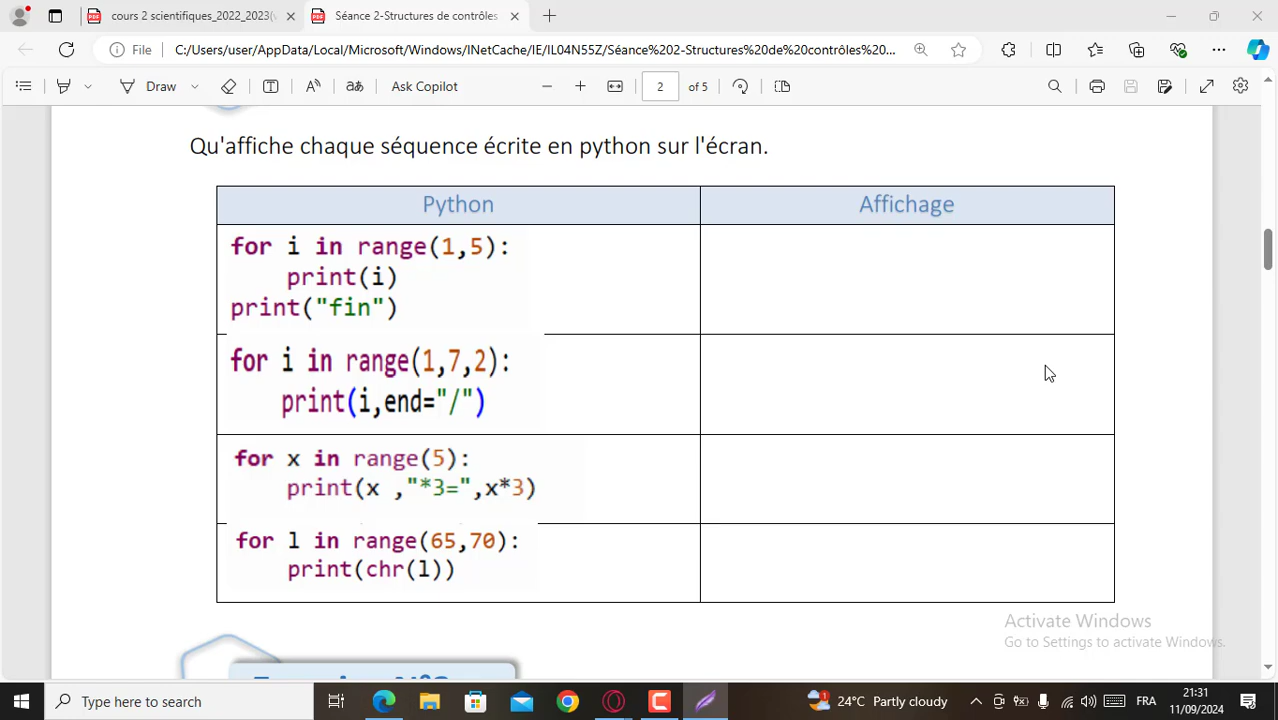 cours 2 scientifiques_2022_2023(
Séance 2-Structures de contrôles
File
C:/Users/user/AppData/Local/Microsoft/Windows/INetCache/IE/IL04N55Z/Séance%202-Structures%20de%20contrôles%20...
Draw
aあ
Ask Copilot
2 of 5
Qu'affiche chaque séquence écrite en python sur l'écran.
Python
Affichage
for i in range(1,5):
print(i)
print("fin")
for i in range(1,7,2):
print(i,end="/")
for x in range(5):
print(x ,"*3=",x*3)
for l in range(65,70):
print(chr(l))
Activate Windows
Go to Settings to activate Windows.
Type here to search
24°C Partly cloudy
FRA
21:31
11/09/2024